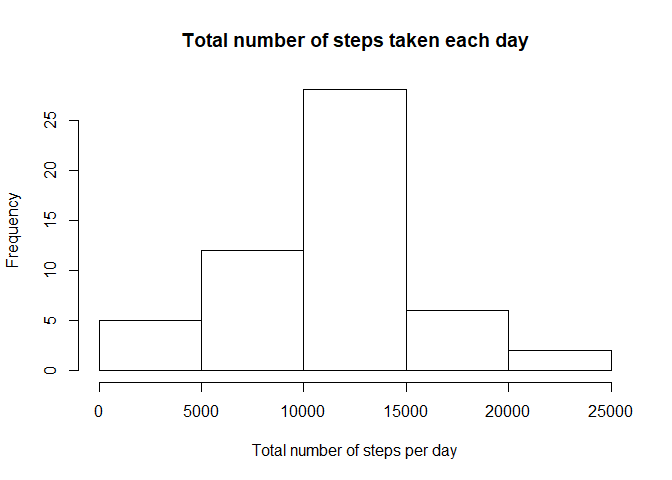 Total number of steps taken each day
Frequency
25
20
15
10
5
0
0 5000 10000 15000 20000 25000
Total number of steps per day